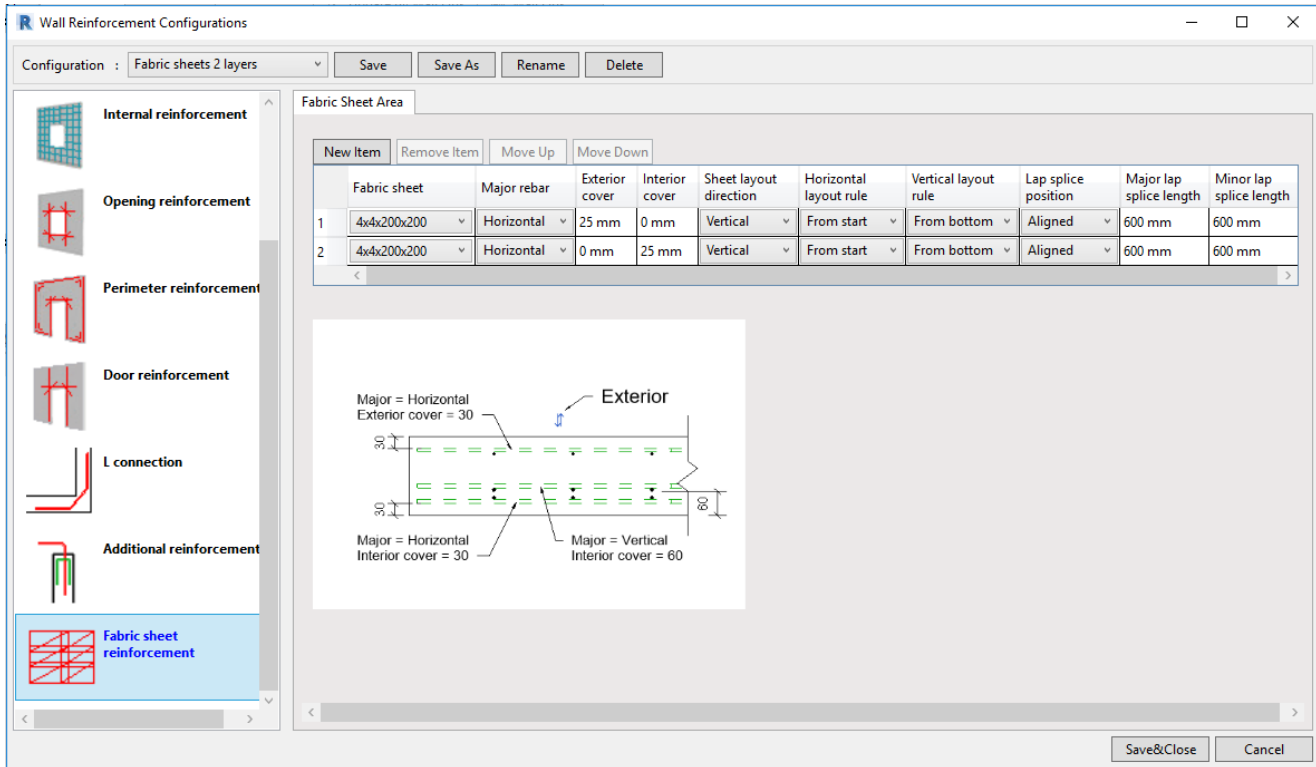 Wall Reinforcement Configurations
Configuration : Fabric sheets 2 layers Save Save As Rename Delete
Internal reinforcement
Opening reinforcement
Perimeter reinforcement
Door reinforcement
L connection
Additional reinforcement
Fabric sheet
reinforcement
Fabric Sheet Area
New Item Remove Item Move Up Move Down
Fabric sheet Major rebar Exterior cover Interior cover Sheet layout direction Horizontal layout rule Vertical layout rule Lap splice position Major lap splice length Minor lap splice length
1 4x4x200x200 Horizontal 25 mm 0 mm Vertical From start From bottom Aligned 600 mm 600 mm
2 4x4x200x200 Horizontal 0 mm 25 mm Vertical From start From bottom Aligned 600 mm 600 mm
Exterior
Major = Horizontal
Exterior cover = 30
30
30
60
Major = Horizontal
Interior cover = 30
Major = Vertical
Interior cover = 60
Save&Close Cancel